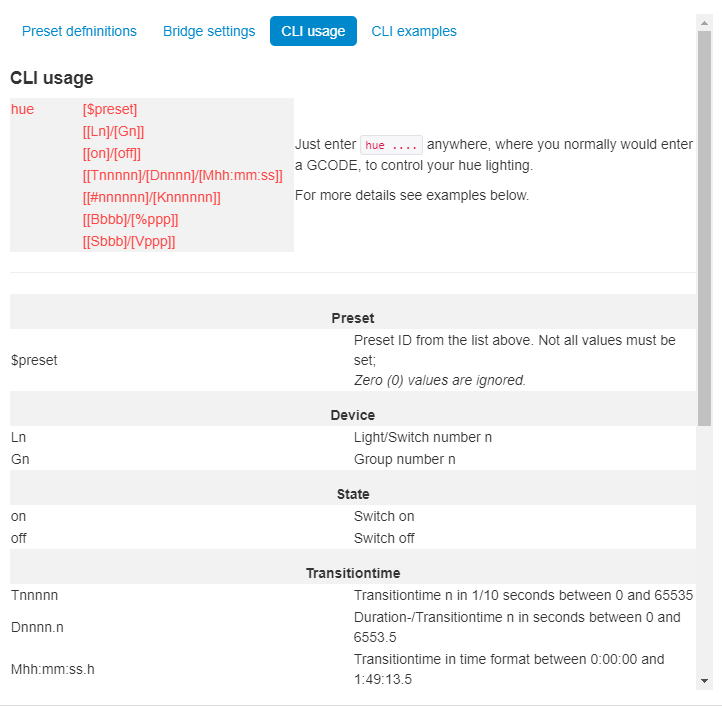 Preset defninitions Bridge settings CLI usage CLI examples
CLI usage
hue [$preset]
[[Ln]/[Gn]]
[[on]/[off]]
[[Tnnnnn]/[Dnnnn]/[Mhh:mm:ss]]
[[#nnnnnn]/[Knnnnnn]]
[[Bbbb]/[%ppp]]
[[Sbbb]/[Vppp]]
Just enter hue .... anywhere, where you normally would enter
a GCODE, to control your hue lighting.
For more details see examples below.
Preset
$preset
Preset ID from the list above. Not all values must be
set;
Zero (0) values are ignored.
Device
Ln Light/Switch number n
Gn Group number n
State
on Switch on
off Switch off
Transitiontime
Tnnnnn Transitiontime n in 1/10 seconds between 0 and 65535
Dnnnn.n
Duration-/Transitiontime n in seconds between 0 and
6553.5
Mhh:mm:ss.h
Transitiontime in time format between 0:00:00 and
1:49:13.5